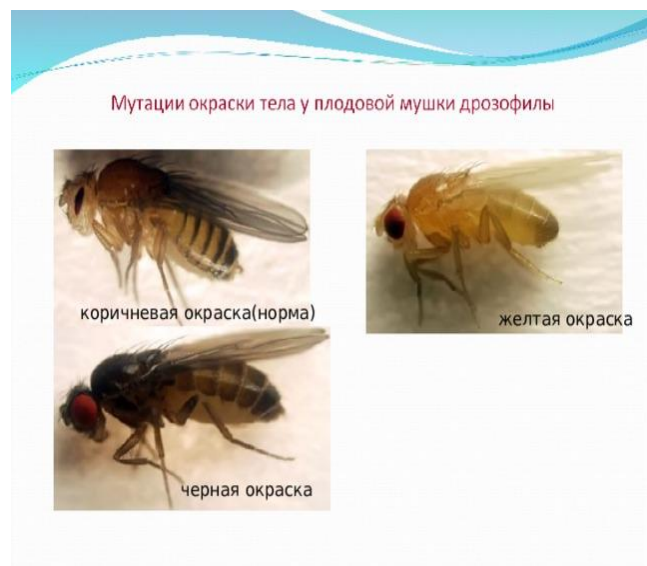 Мутации окраски тела у плодовой мушки дрозофилы
коричневая окраска(норма)
желтая окраска
черная окраска